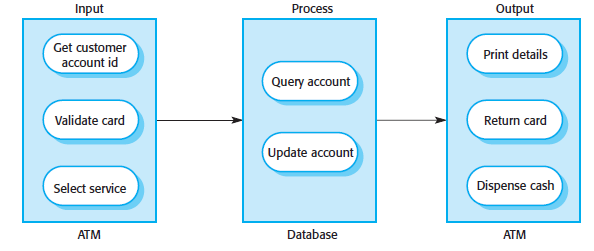 Input
Get customer
account id
Validate card
Select service
ATM
Process
Query account
Update account
Database
Output
Print details
Return card
Dispense cash
ATM